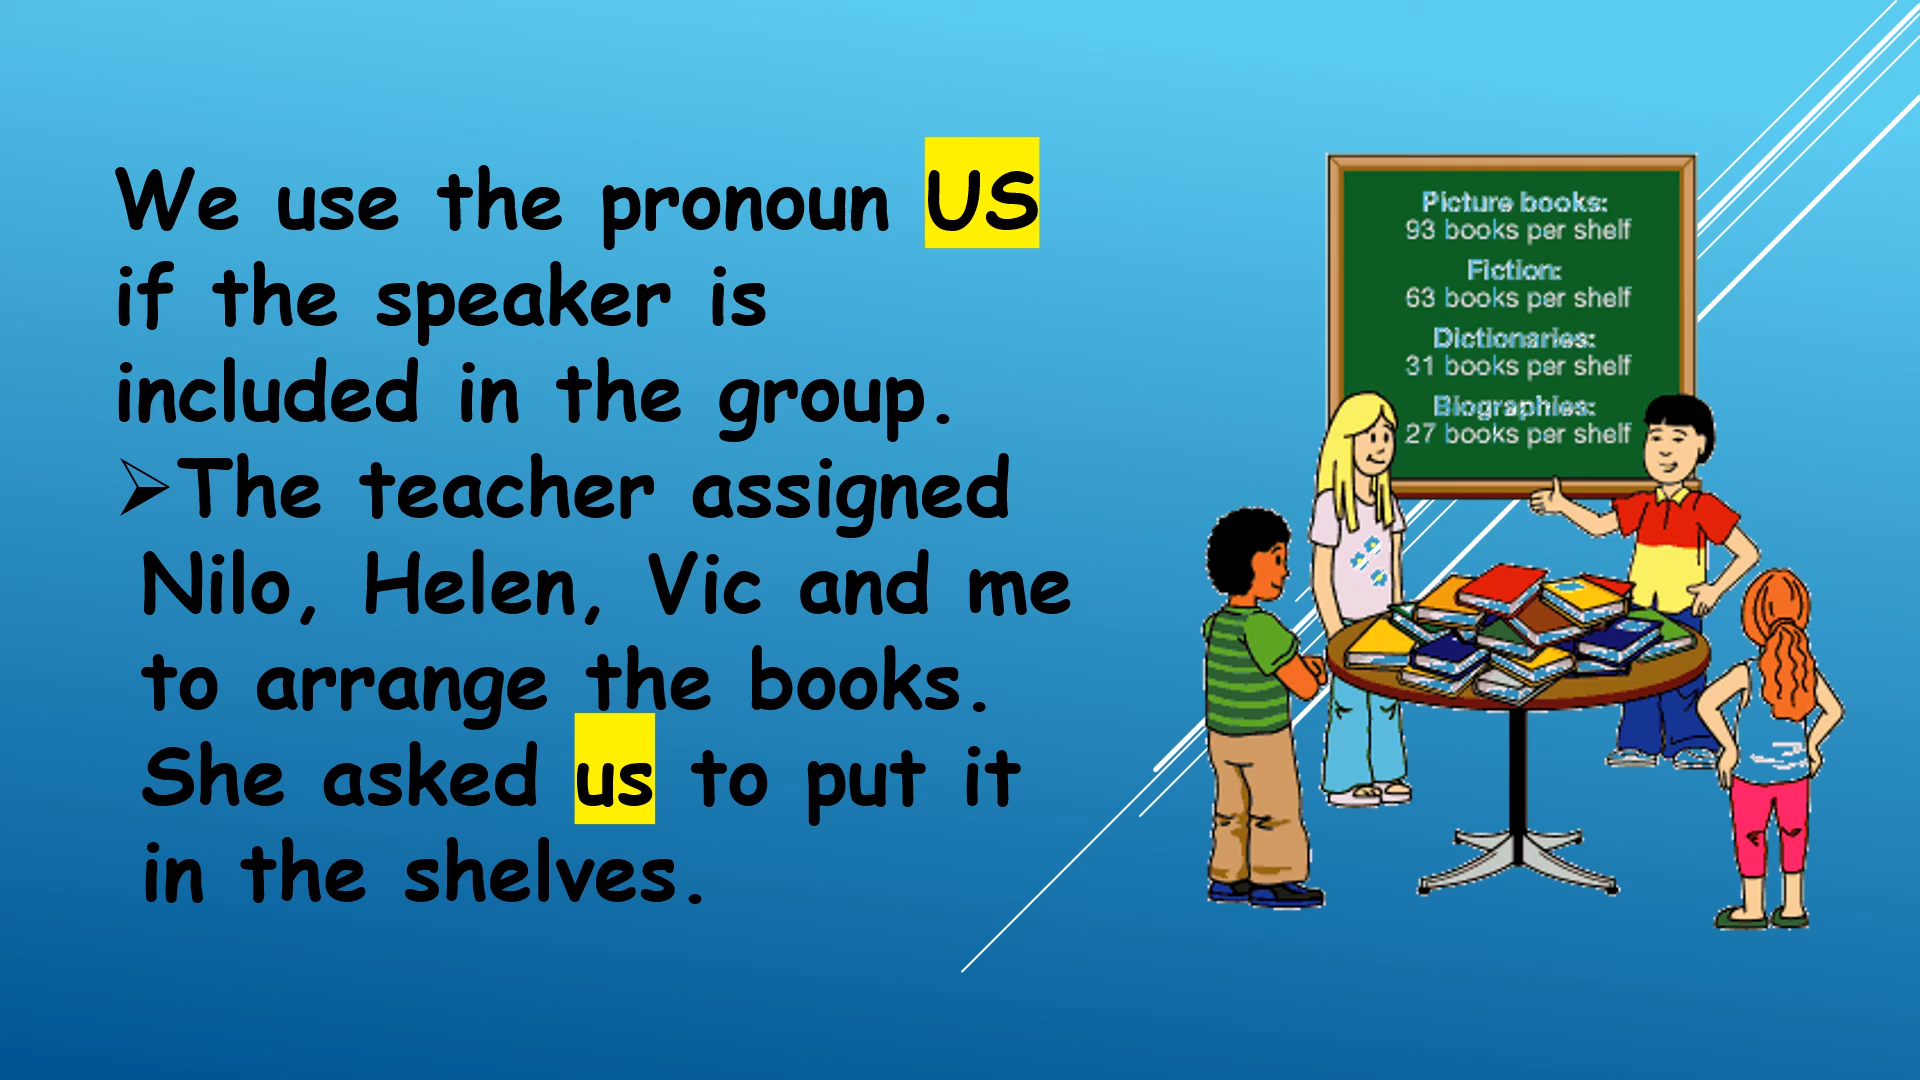 We use the pronoun US
if the speaker is
included in the group.
➢The teacher assigned
Nilo, Helen, Vic and me
to arrange the books.
She asked us to put it
in the shelves.
Picture books:
93 books per shelf
Fiction:
63 books per shelf
Dictionaries:
31 books per shelf
Biographies:
27 books per shelf